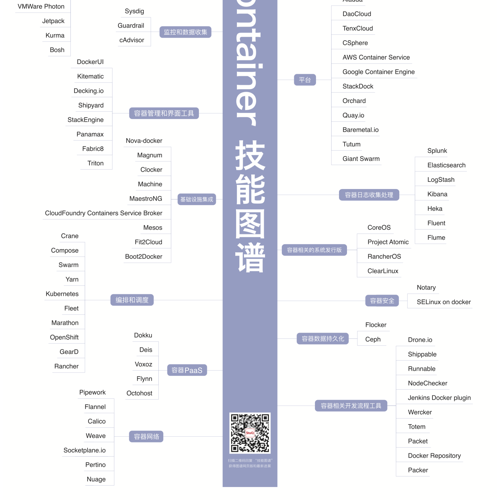 VMWare Photon
Jetpack
Kurma
Bosh
Sysdig
Guardrail
cAdvisor
监控和数据收集
DockerUI
Kitematic
Decking.io
Shipyard
StackEngine
Panamax
Fabric8
Triton
容器管理和界面工具
Nova-docker
Magnum
Clocker
Machine
MaestroNG
CloudFoundry Containers Service Broker
Mesos
Fit2Cloud
Boot2Docker
基础设施集成
Crane
Compose
Swarm
Yarn
Kubernetes
Fleet
Marathon
OpenShift
GearD
Rancher
编排和调度
Dokku
Deis
Voxoz
Flynn
Octohost
容器PaaS
Pipework
Flannel
Calico
Weave
Socketplane.io
Pertino
Nuage
容器网络
ontainer 技能图谱
平台
DaoCloud
TenxCloud
CSphere
AWS Container Service
Google Container Engine
StackDock
Orchard
Quay.io
Baremetal.io
Tutum
Giant Swarm
容器日志收集处理
Splunk
Elasticsearch
LogStash
Kibana
Heka
Fluent
Flume
容器相关的系统发行版
CoreOS
Project Atomic
RancherOS
ClearLinux
容器安全
Notary
SELinux on docker
容器数据持久化
Flocker
Ceph
容器相关开发流程工具
Drone.io
Shippable
Runnable
NodeChecker
Jenkins Docker plugin
Wercker
Totem
Packet
Docker Repository
Packer